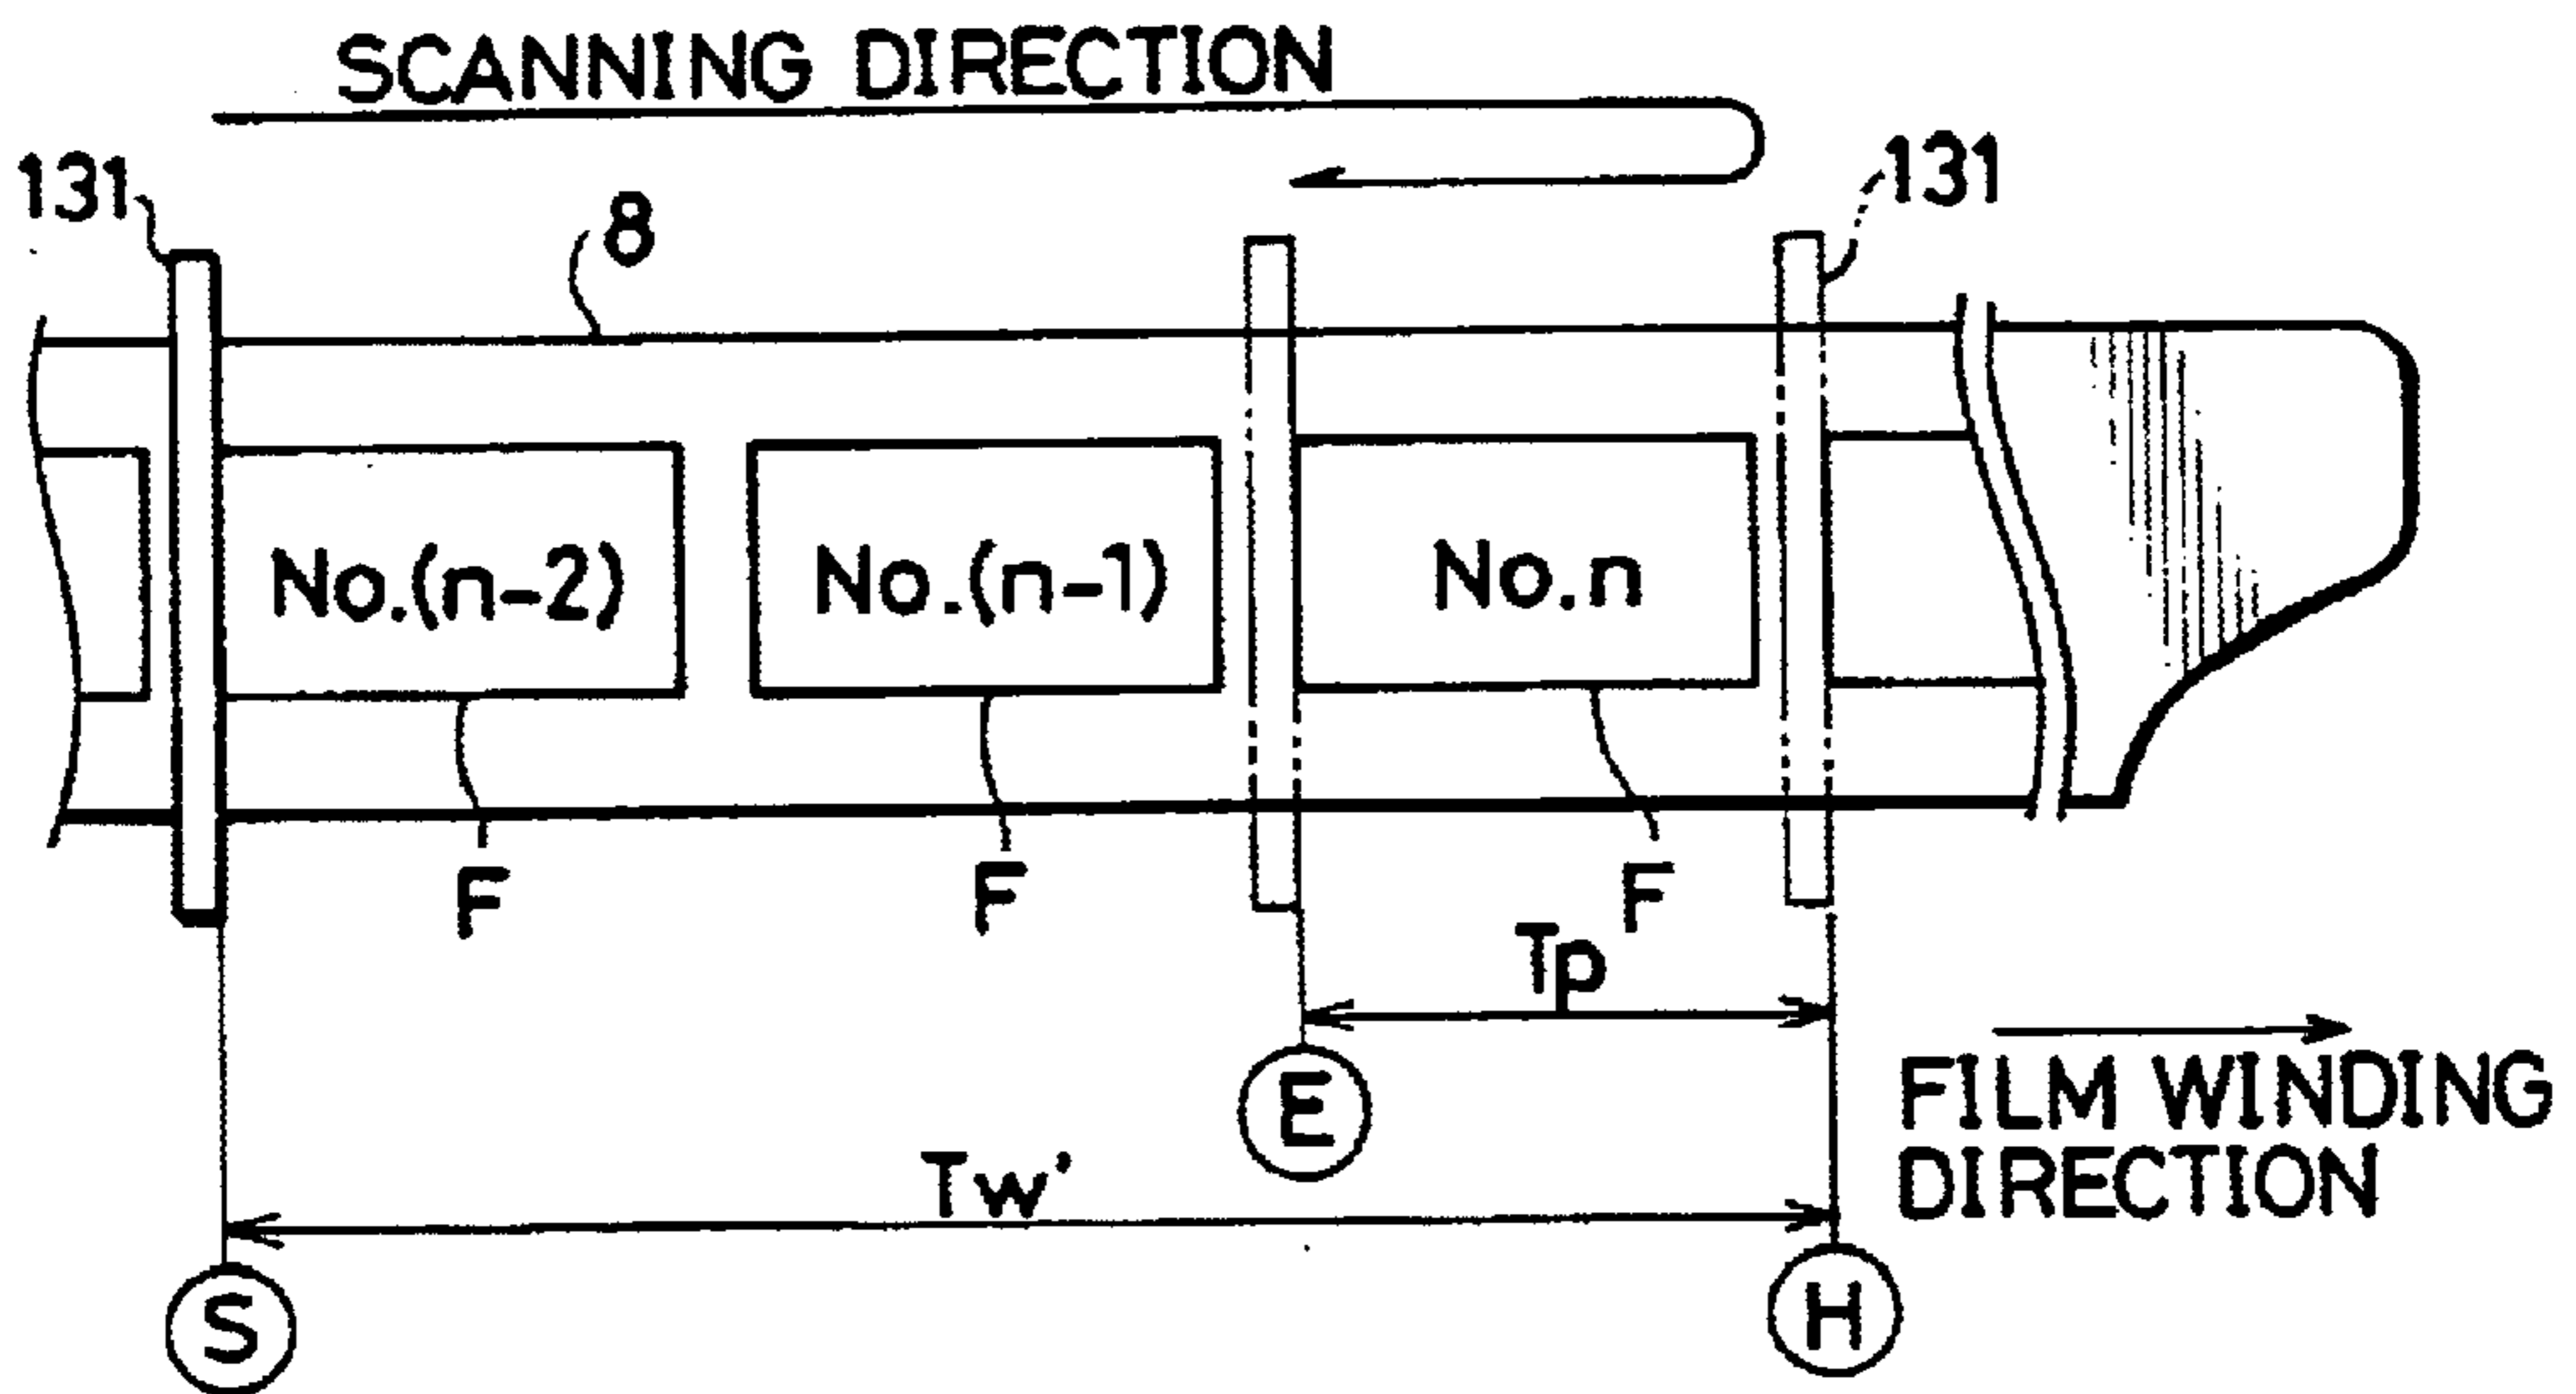 SCANNING DIRECTION
131
8
131
No.(n-2)
No.(n-1)
No.n
F
F
F
Tp
E
FILM WINDING
DIRECTION
Tw'
S
H